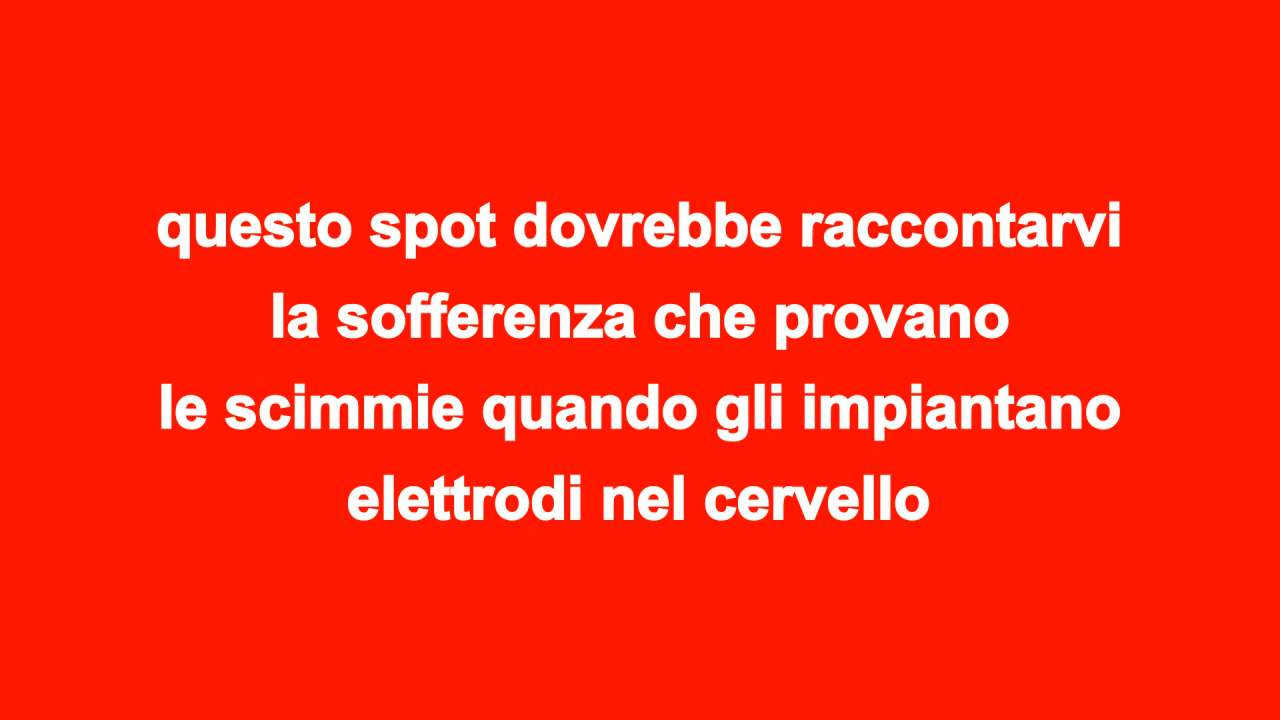 questo spot dovrebbe raccontarvi
la sofferenza che provano
le scimmie quando gli impiantano
elettrodi nel cervello